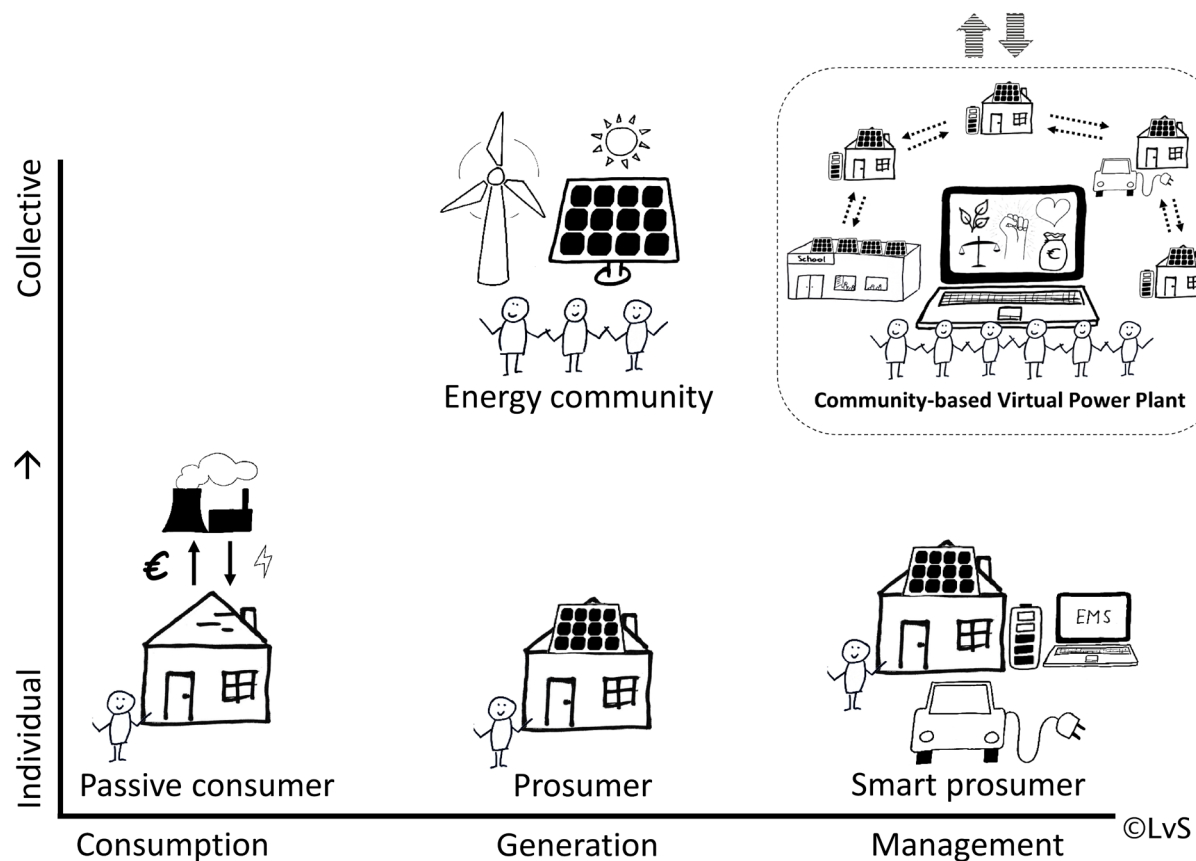 Collective
School
€
Energy community
Community-based Virtual Power Plant
→
€
EMS
Individual
Passive consumer
Prosumer
Smart prosumer
©LvS
Consumption
Generation
Management